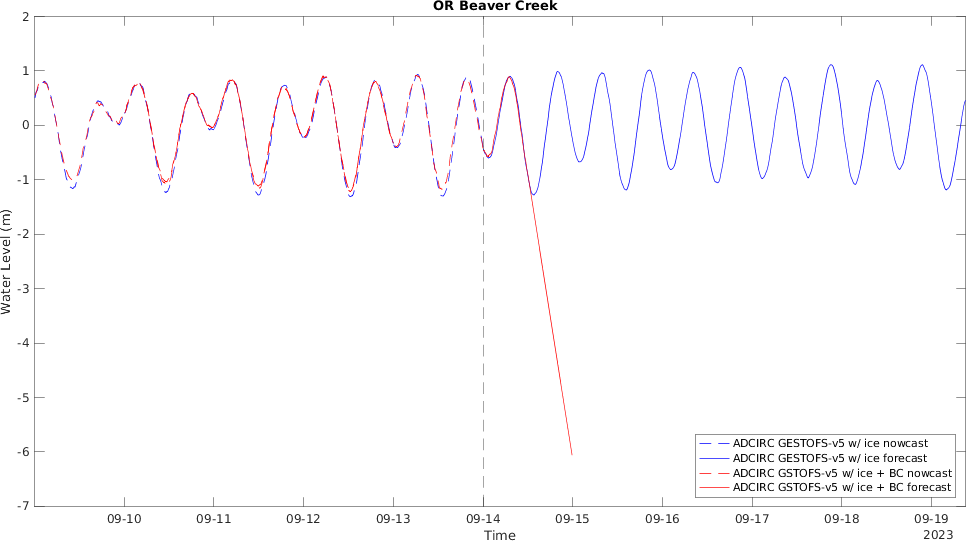 OR Beaver Creek
2
1
0
-1
-2
-3
-4
-5
-6
-7
Water Level (m)
ADCIRC GESTOFS-v5 w/ ice nowcast
ADCIRC GESTOFS-v5 w/ ice forecast
ADCIRC GSTOFS-v5 w/ ice + BC nowcast
ADCIRC GSTOFS-v5 w/ ice + BC forecast
09-10 09-11 09-12 09-13 09-14 09-15 09-16 09-17 09-18 09-19
Time
2023